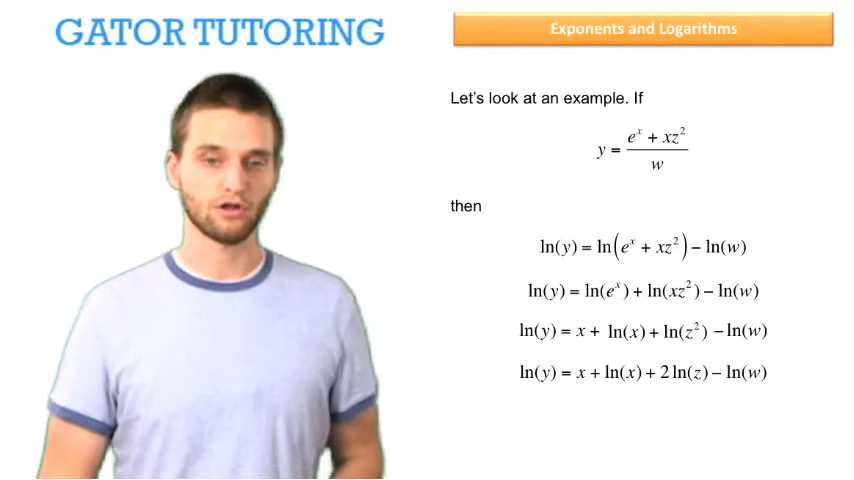 GATOR TUTORING
Exponents and Logarithms
Let's look at an example. If
y = \frac{e^x + xz^2}{w}
then
ln(y) = ln(e^x + xz^2) − ln(w)
ln(y) = ln(e^x) + ln(xz^2) − ln(w)
ln(y) = x + ln(x) + ln(z^2) − ln(w)
ln(y) = x + ln(x) + 2 ln(z) − ln(w)